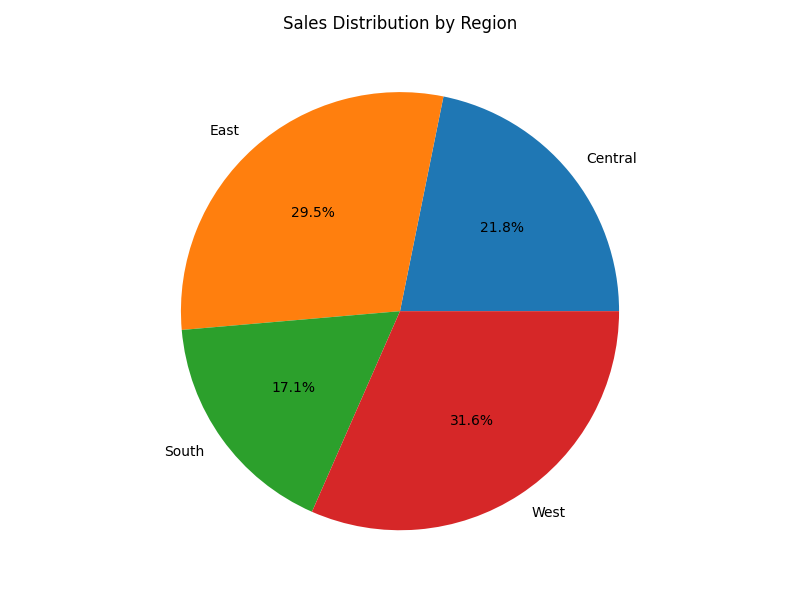 Sales Distribution by Region
East
Central
29.5%
21.8%
17.1%
31.6%
South
West